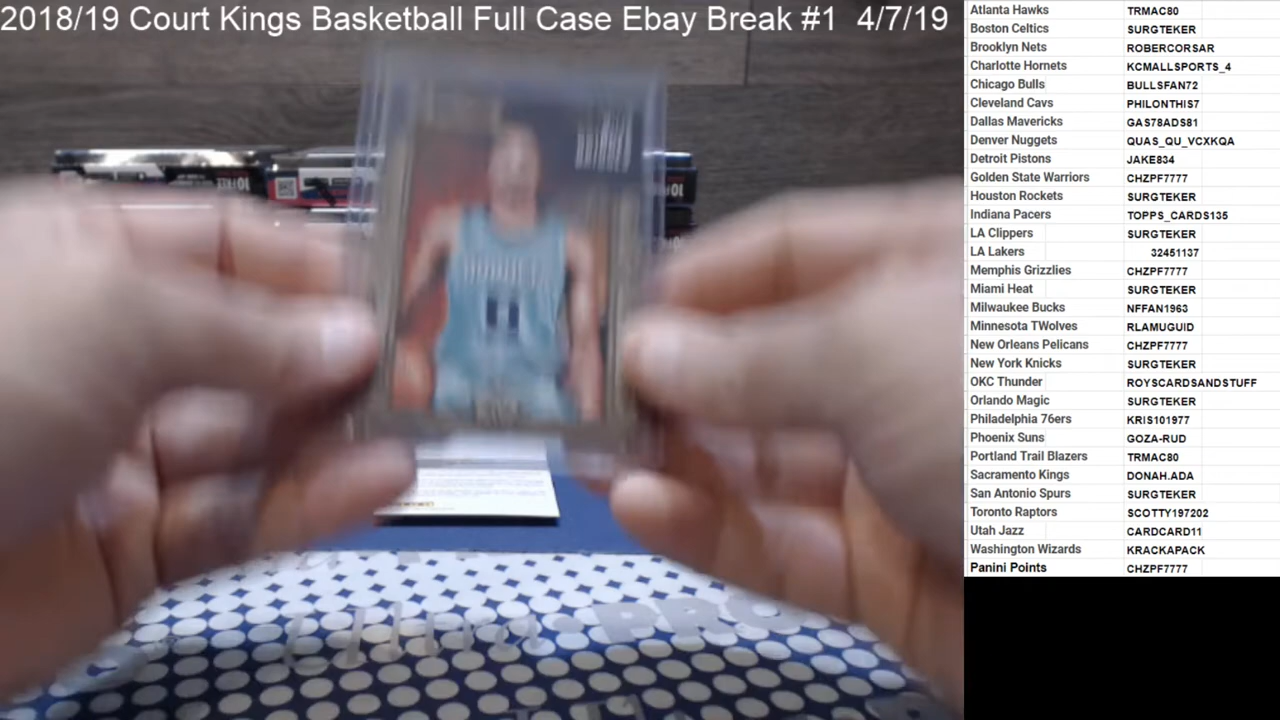 2018/19 Court Kings Basketball Full Case Ebay Break #1 4/7/19
Atlanta Hawks TRMAC80
Boston Celtics SURGTEKER
Brooklyn Nets ROBERCORSAR
Charlotte Hornets KCMALLSPORTS_4
Chicago Bulls BULLSFAN72
Cleveland Cavs PHILONTHIS7
Dallas Mavericks GAS78ADS81
Denver Nuggets QUAS_QU_VCXKQA
Detroit Pistons JAKE834
Golden State Warriors CHZPF7777
Houston Rockets SURGTEKER
Indiana Pacers TOPPS_CARDS135
LA Clippers SURGTEKER
LA Lakers 32451137
Memphis Grizzlies CHZPF7777
Miami Heat SURGTEKER
Milwaukee Bucks NFFAN1963
Minnesota TWolves RLAMUGUID
New Orleans Pelicans CHZPF7777
New York Knicks SURGTEKER
OKC Thunder ROYSCARDSANDSTUFF
Orlando Magic SURGTEKER
Philadelphia 76ers KRIS101977
Phoenix Suns GOZA-RUD
Portland Trail Blazers TRMAC80
Sacramento Kings DONAH.ADA
San Antonio Spurs SURGTEKER
Toronto Raptors SCOTTY197202
Utah Jazz CARDCARD11
Washington Wizards KRACKAPACK
Panini Points CHZPF7777
Ultra PRO